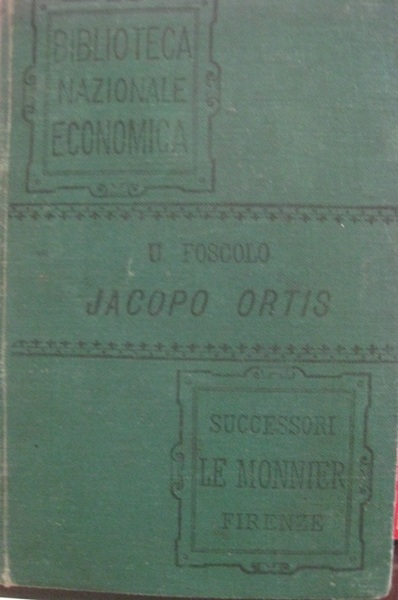 BIBLIOTECA
NAZIONALE
ECONOMICA
U. FOSCOLO
JACOPO ORTIS
SUCCESSORI
LE MONNIER
FIRENZE